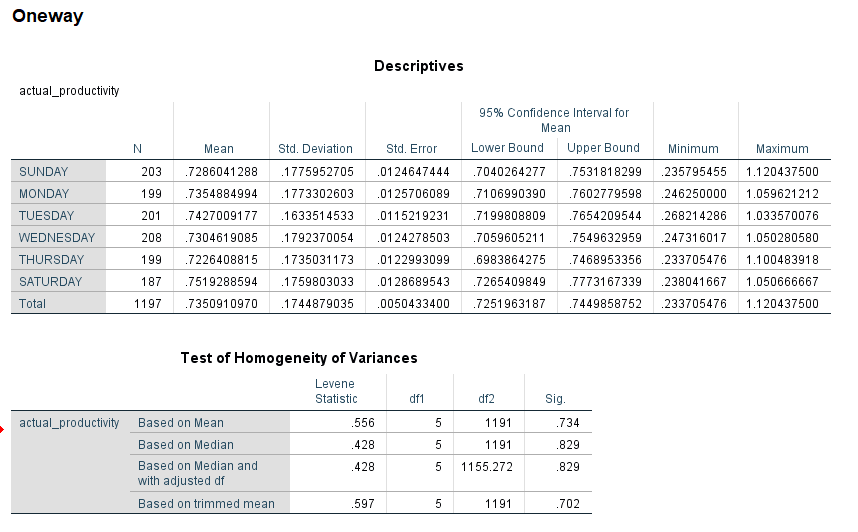 Oneway
Descriptives
actual_productivity
95% Confidence Interval for
Mean
N Mean Std. Deviation Std. Error Lower Bound Upper Bound Minimum Maximum
SUNDAY 203 .7286041288 .1775952705 .0124647444 .7040264277 .7531818299 .235795455 1.120437500
MONDAY 199 .7354884994 .1773302603 .0125706089 .7106990390 .7602779598 .246250000 1.059621212
TUESDAY 201 .7427009177 .1633514533 .0115219231 .7199808809 .7654209544 .268214286 1.033570076
WEDNESDAY 208 .7304619085 .1792370054 .0124278503 .7059605211 .7549632959 .247316017 1.050280580
THURSDAY 199 .7226408815 .1735031173 .0122993099 .6983864275 .7468953356 .233705476 1.100483918
SATURDAY 187 .7519288594 .1759803033 .0128689543 .7265409849 .7773167339 .238041667 1.050666667
Total 1197 .7350910970 .1744879035 .0050433400 .7251963187 .7449858752 .233705476 1.120437500
Test of Homogeneity of Variances
Levene
Statistic df1 df2 Sig.
actual_productivity Based on Mean .556 5 1191 .734
Based on Median .428 5 1191 .829
Based on Median and .428 5 1155.272 .829
with adjusted df
Based on trimmed mean .597 5 1191 .702